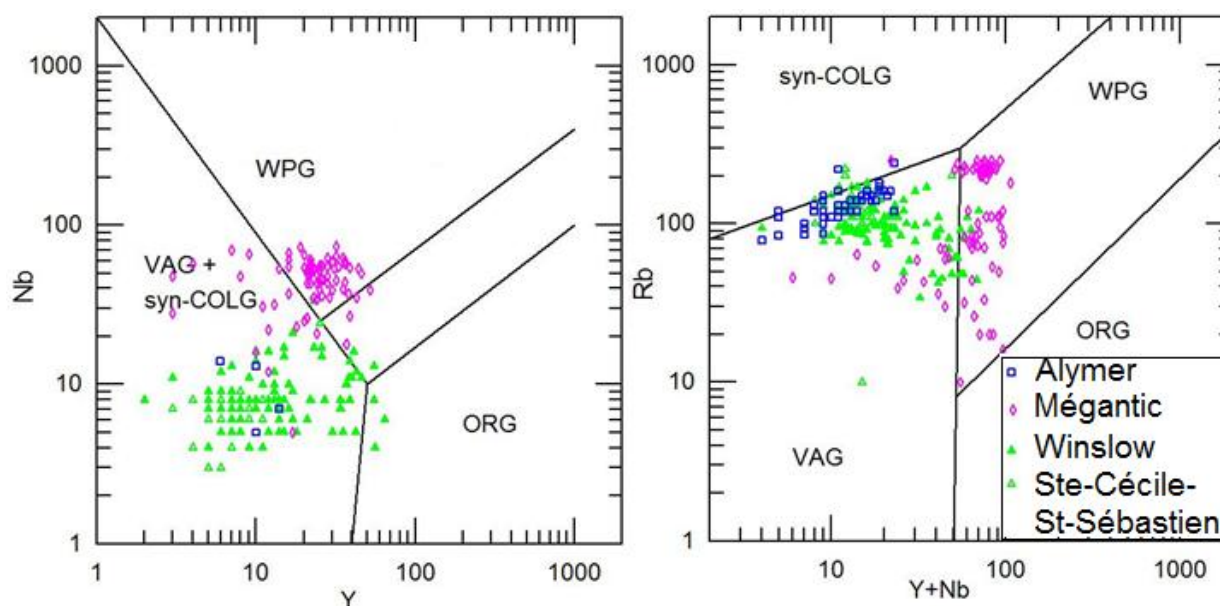 1000
100
10
1
Nb
WPG
VAG +
syn-COLG
ORG
1
10
100
1000
Y
1000
100
10
1
Rb
syn-COLG
WPG
ORG
VAG
Alymer
Mégantic
Winslow
Ste-Cécile-
St-Sébastien
10
100
1000
Y+Nb